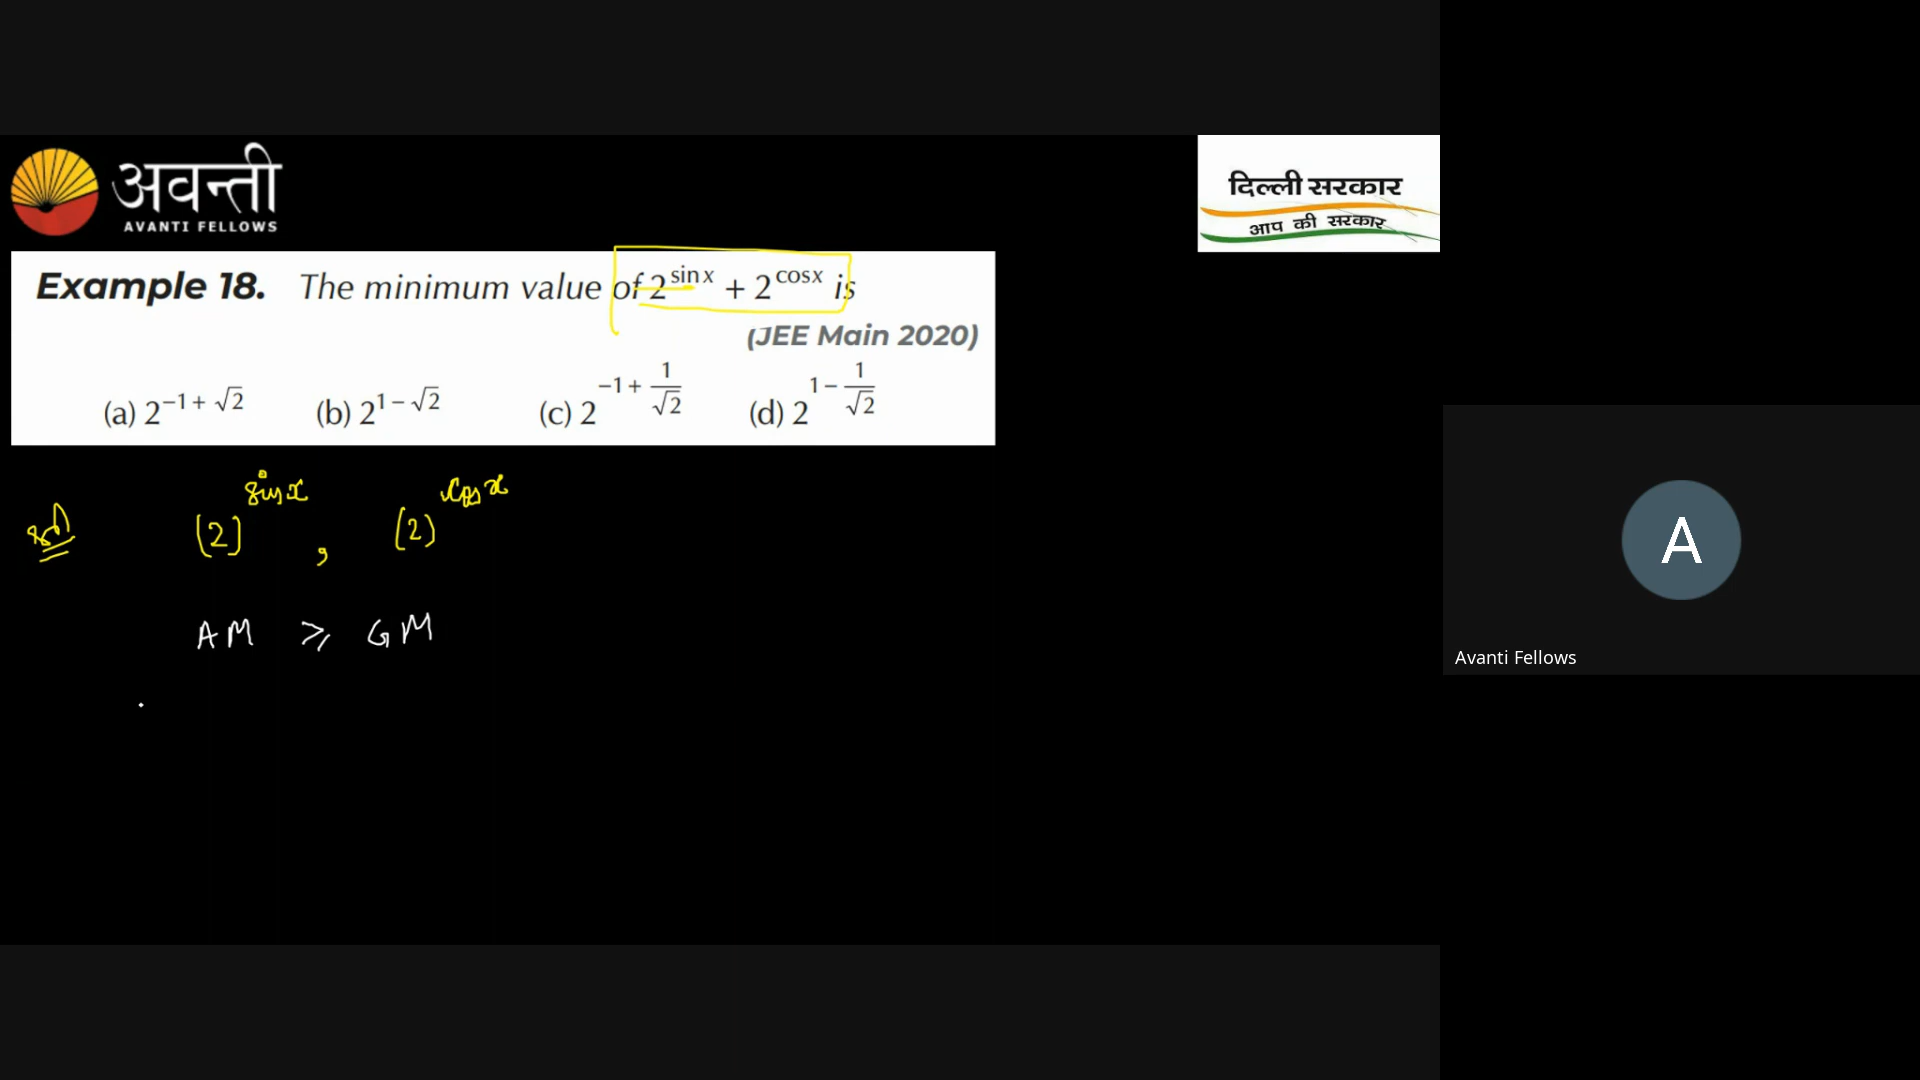 अवन्ती
AVANTI FELLOWS
दिल्ली सरकार
आप की सरकार
Example 18. The minimum value of 2^{sin x} + 2^{cos x} is
(JEE Main 2020)
(a) 2^{−1 + √2} (b) 2^{1 − √2} (c) 2^{−1 + 1/√2} (d) 2^{1 − 1/√2}
Sol (2)^{sin x} , (2)^{cos x}
AM ≥ GM
A
Avanti Fellows